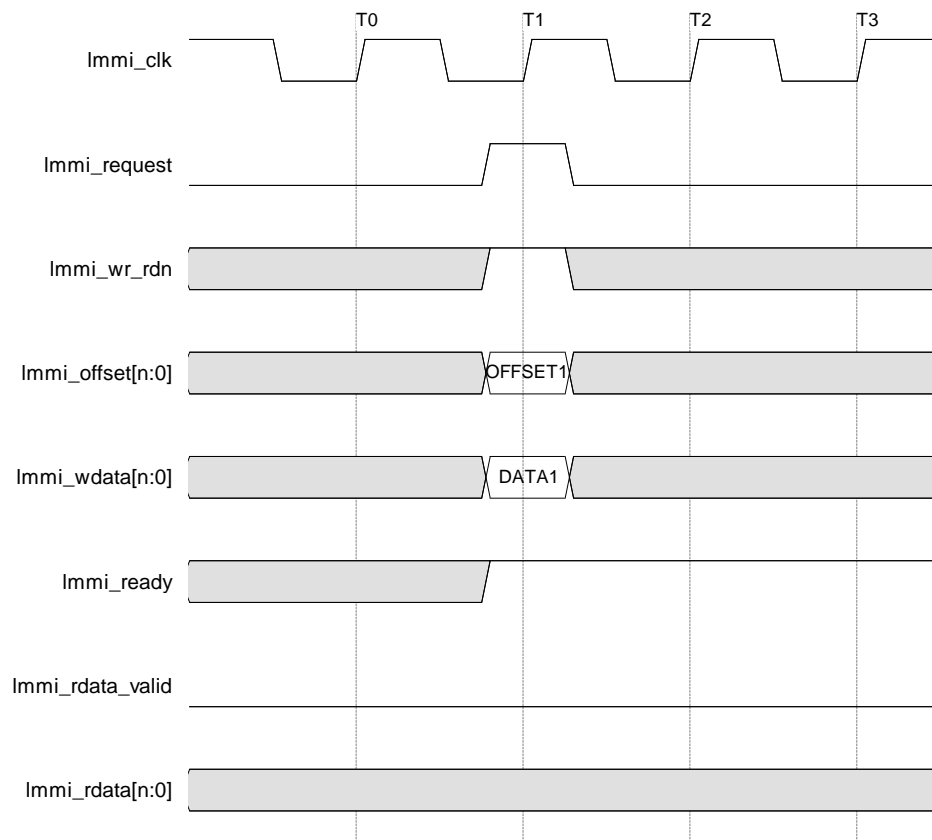 T0 T1 T2 T3
lmmi_clk
lmmi_request
lmmi_wr_rdn
lmmi_offset[n:0] OFFSET1
lmmi_wdata[n:0] DATA1
lmmi_ready
lmmi_rdata_valid
lmmi_rdata[n:0]